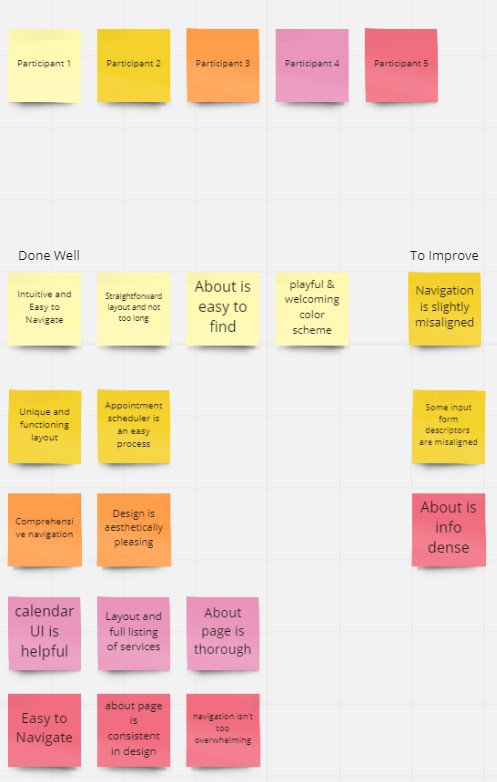 Participant 1
Participant 2
Participant 3
Participant 4
Participant 5
Done Well
To Improve
Intuitive and
Easy to
Navigate
Straightforward
layout and not
too long
About is
easy to
find
playful &
welcoming
color
scheme
Navigation
is slightly
misaligned
Unique and
functioning
layout
Appointment
scheduler is
an easy
process
Some input
form
descriptors
are misaligned
Comprehensi
ve navigation
Design is
aesthetically
pleasing
About is
info
dense
calendar
UI is
helpful
Layout and
full listing
of services
About
page is
thorough
Easy to
Navigate
about page
is
consistent
in design
navigation isn't
too
overwhelming